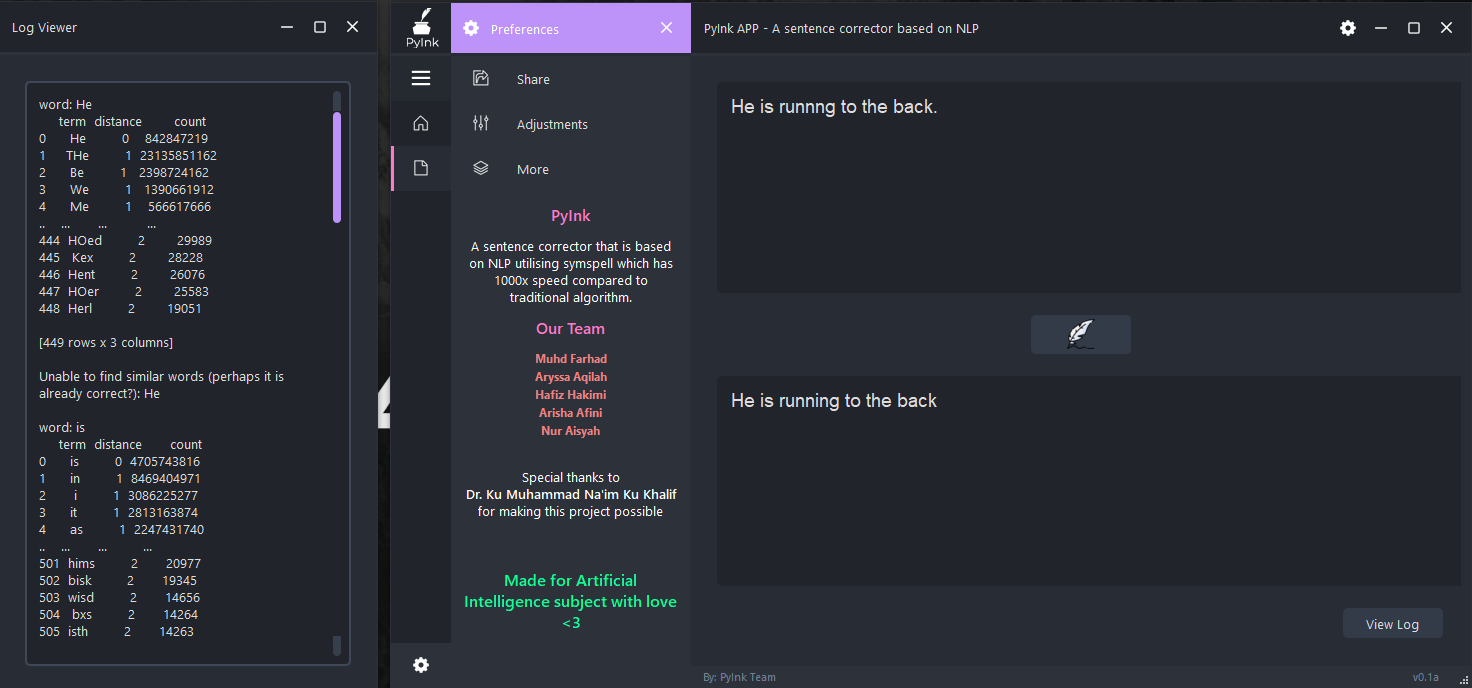 Log Viewer
word: He
term distance count
0 He 0 842847219
1 THe 1 23135851162
2 Be 1 2398724162
3 We 1 1390661912
4 Me 1 566617666
.. ... ... ...
444 HOed 2 29989
445 Kex 2 28228
446 Hent 2 26076
447 HOer 2 25583
448 Herl 2 19051
[449 rows x 3 columns]
Unable to find similar words (perhaps it is
already correct?): He
word: is
term distance count
0 is 0 4705743816
1 in 1 8469404971
2 i 1 3086225277
3 it 1 2813163874
4 as 1 2247431740
.. ... ... ...
501 hims 2 20977
502 bisk 2 19345
503 wisd 2 14656
504 bxs 2 14264
505 isth 2 14263
PyInk
Preferences
Share
Adjustments
More
PyInk
A sentence corrector that is based
on NLP utilising symspell which has
1000x speed compared to
traditional algorithm.
Our Team
Muhd Farhad
Aryssa Aqilah
Hafiz Hakimi
Arisha Afini
Nur Aisyah
Special thanks to
Dr. Ku Muhammad Na'im Ku Khalif
for making this project possible
Made for Artificial
Intelligence subject with love
<3
PyInk APP - A sentence corrector based on NLP
He is runnng to the back.
He is running to the back
View Log
By: PyInk Team
v0.1a